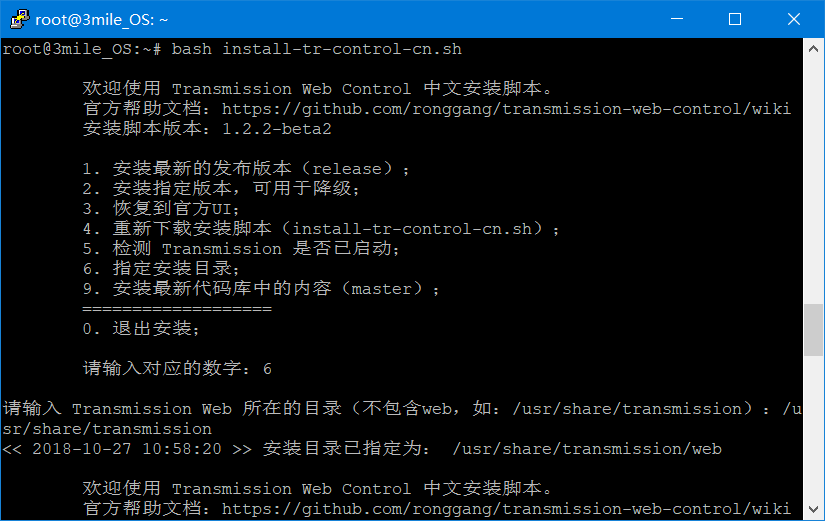 root@3mile_OS: ~
root@3mile_OS:~# bash install-tr-control-cn.sh
欢迎使用 Transmission Web Control 中文安装脚本。
官方帮助文档：https://github.com/ronggang/transmission-web-control/wiki
安装脚本版本：1.2.2-beta2
1. 安装最新的发布版本（release）；
2. 安装指定版本，可用于降级；
3. 恢复到官方UI；
4. 重新下载安装脚本（install-tr-control-cn.sh）；
5. 检测 Transmission 是否已启动；
6. 指定安装目录；
9. 安装最新代码库中的内容（master）；
===================
0. 退出安装；
请输入对应的数字：6
请输入 Transmission Web 所在的目录（不包含web，如：/usr/share/transmission）：/u
sr/share/transmission
<< 2018-10-27 10:58:20 >> 安装目录已指定为： /usr/share/transmission/web
欢迎使用 Transmission Web Control 中文安装脚本。
官方帮助文档：https://github.com/ronggang/transmission-web-control/wiki